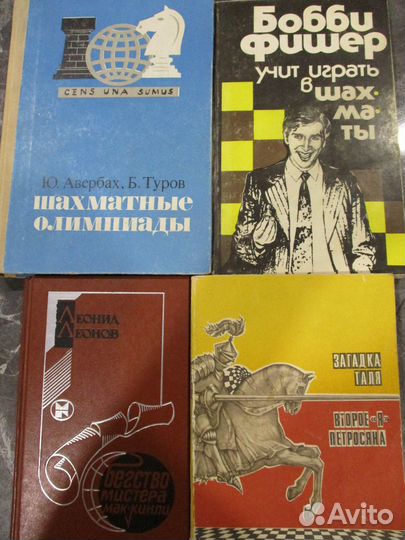 CENS UNA SUMUS
Ю. Авербах, Б. Туров
шахматные
олимпиады
Бобби
Фишер
учит играть
в шах-
ма-
ты
Леонид
Леонов
Бегство
мистера
мак-кинли
ЗАГАДКА
ТАЛЯ
ВТОРОЕ «Я»
ПЕТРОСЯНА
Avito